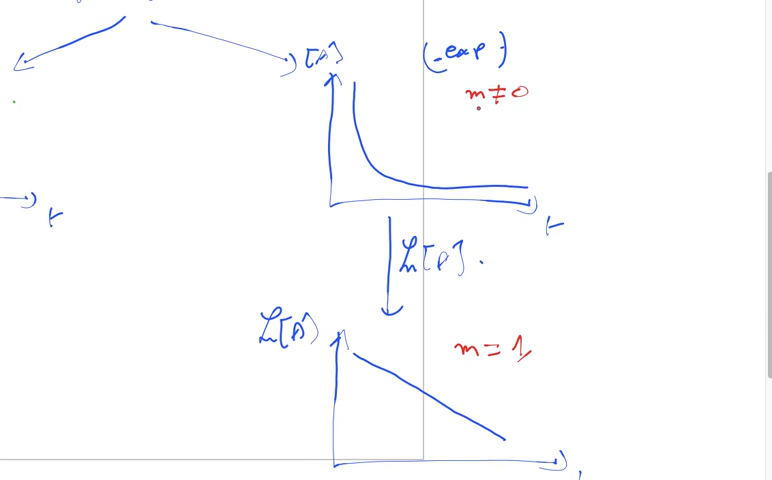 [A]
(-exp)
m ≠ 0
t
t
Ln[A].
Ln[A]
m = 1